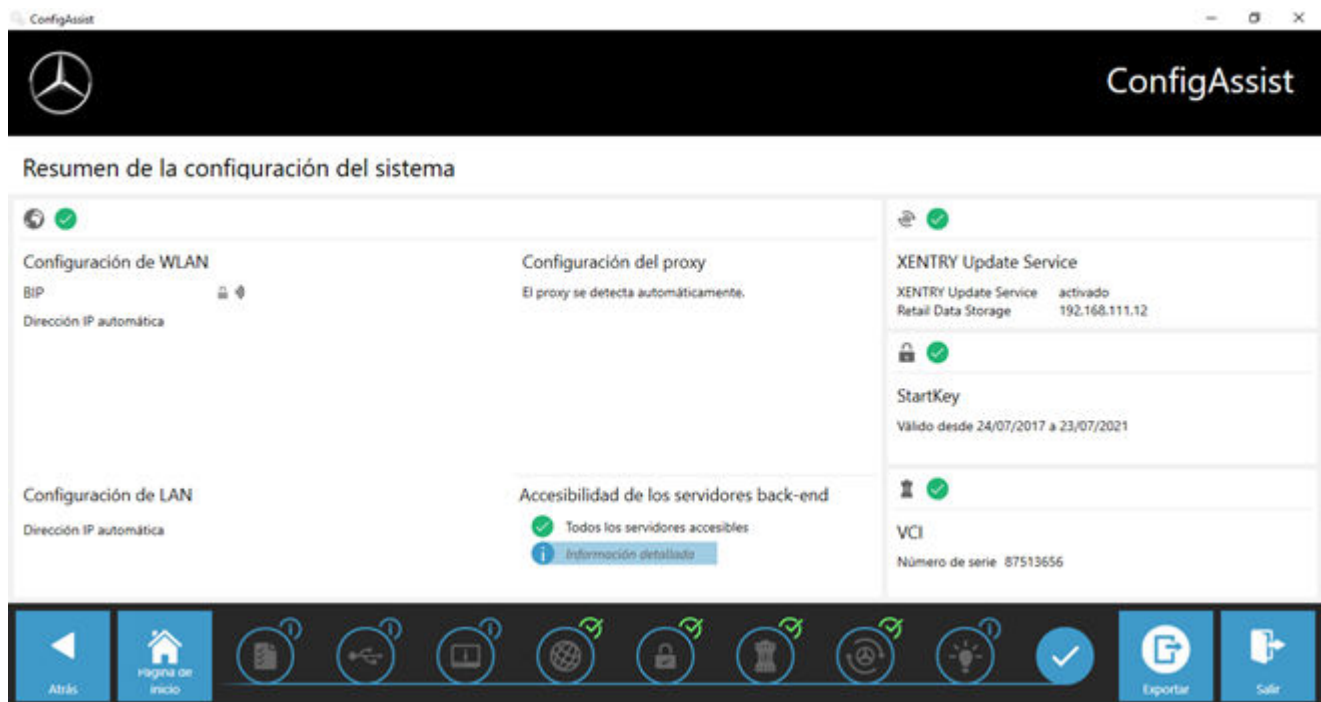 ConfigAssist
ConfigAssist
Resumen de la configuración del sistema
Configuración de WLAN
BIP
Dirección IP automática
Configuración del proxy
El proxy se detecta automáticamente.
Configuración de LAN
Dirección IP automática
Accesibilidad de los servidores back-end
Todos los servidores accesibles
Información detallada
XENTRY Update Service
XENTRY Update Service activado
Retail Data Storage 192.168.111.12
StartKey
Válido desde 24/07/2017 a 23/07/2021
VCI
Número de serie 87513656
Atrás
Página de
inicio
Exportar
Salir